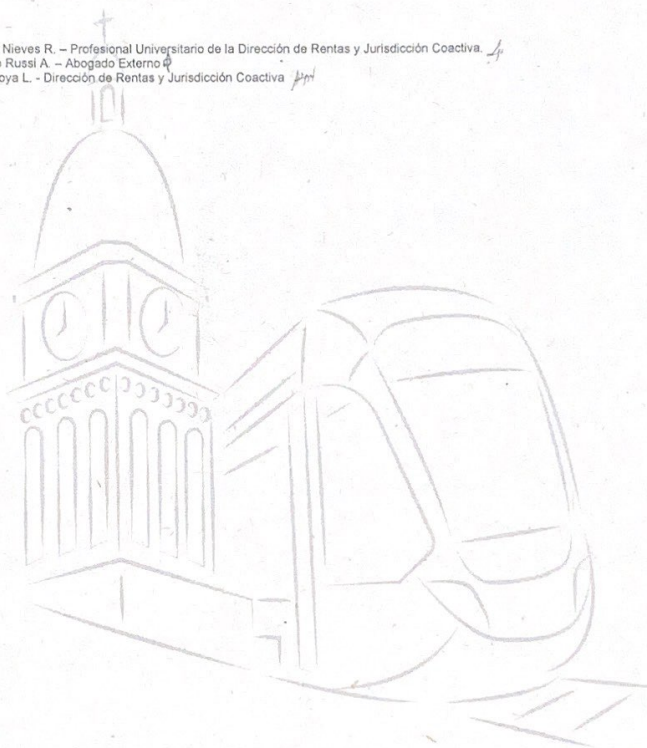 Nieves R. – Profesional Universitario de la Dirección de Rentas y Jurisdicción Coactiva.
Russi A. – Abogado Externo
oya L. - Dirección de Rentas y Jurisdicción Coactiva